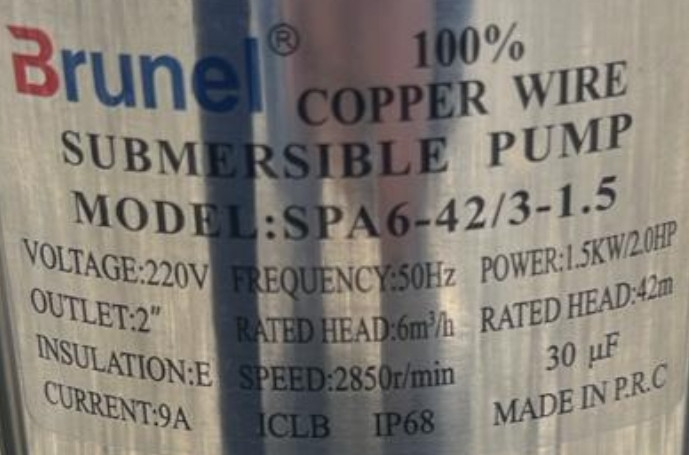 Brunel® 100%
COPPER WIRE
SUBMERSIBLE PUMP
MODEL:SPA6-42/3-1.5
VOLTAGE:220V FREQUENCY:50Hz POWER:1.5KW/2.0HP
OUTLET:2" RATED HEAD:6m³/h RATED HEAD:42m
INSULATION:E SPEED:2850r/min 30 μF
CURRENT:9A ICLB IP68 MADE IN P.R.C